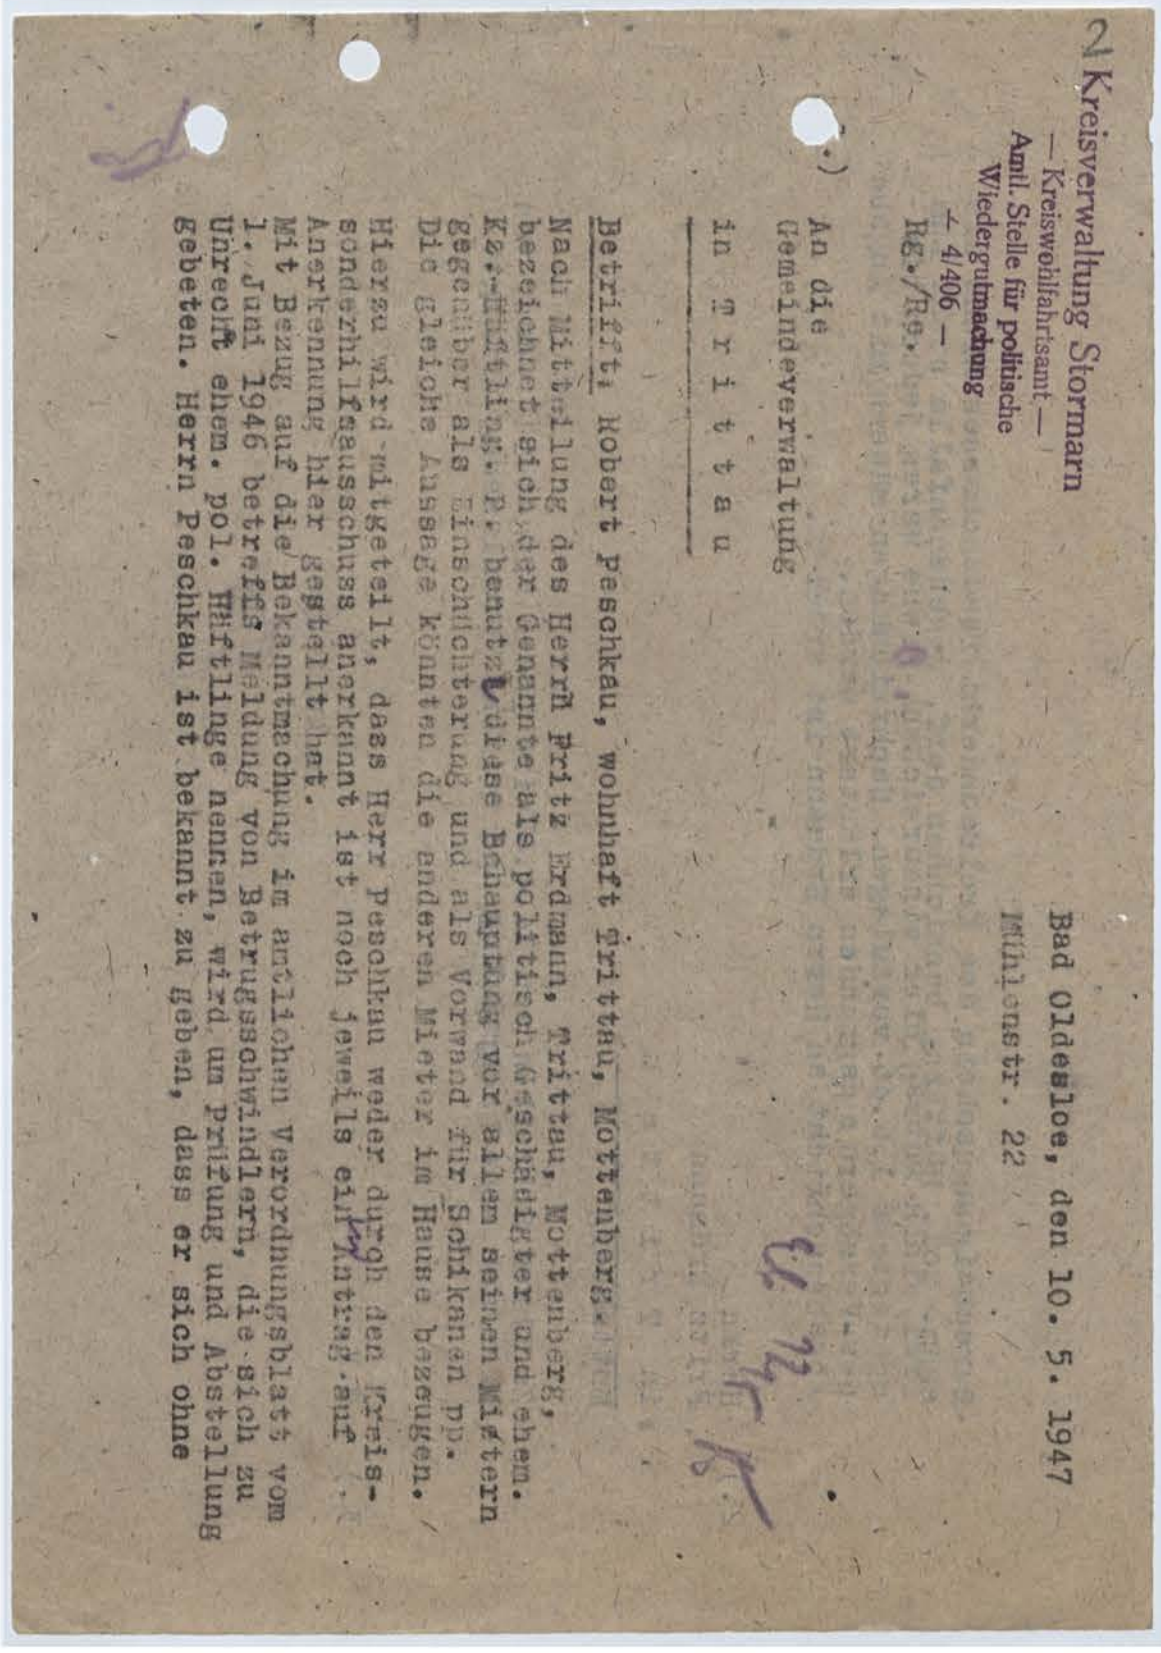 2
Kreisverwaltung Stormarn
— Kreiswohlfahrtsamt —
Amtl. Stelle für politische
Wiedergutmachung
— 4/406 —
Rg./Re.
Bad Oldesloe, den 10. 5. 1947
Mühlenstr. 22
.)
An die
Gemeindeverwaltung
in T r i t t a u
Betrifft: Robert Peschkau, wohnhaft Trittau, Mottenberg.
Nach Mitteilung des Herrn Fritz Erdmann, Trittau, Mottenberg,
bezeichnet sich der Genannte als politisch Geschädigter und ehem.
Kz.-Häftling. P. benutzt diese Behauptung vor allem seinen Mietern
gegenüber als Einschüchterung und als Vorwand für Schikanen pp.
Die gleiche Aussage könnten die anderen Mieter im Hause bezeugen.
Hierzu wird mitgeteilt, dass Herr Peschkau weder durch den Kreis-
sonderhilfsausschuss anerkannt ist noch jeweils ein Antrag auf
Anerkennung hier gestellt hat.
Mit Bezug auf die Bekanntmachung im amtlichen Verordnungsblatt vom
1. Juni 1946 betreffs Meldung von Betrugsschwindlern, die sich zu
Unrecht ehem. pol. Häftlinge nennen, wird um Prüfung und Abstellung
gebeten. Herrn Peschkau ist bekannt zu geben, dass er sich ohne